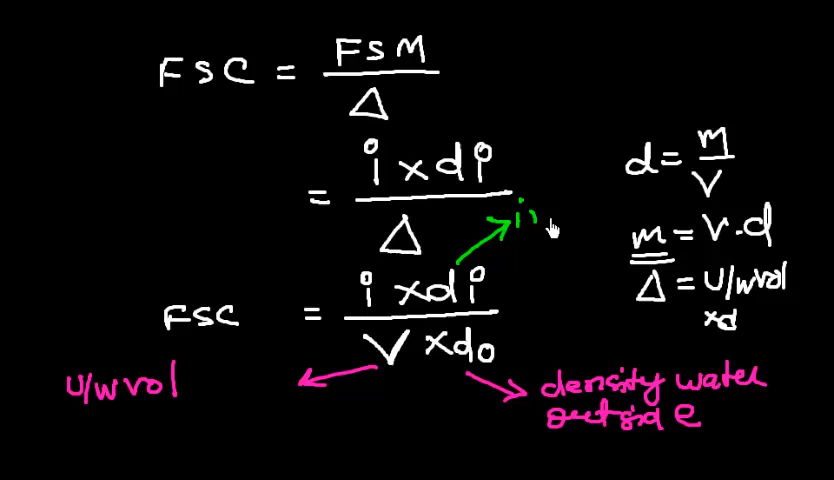 FSC = FSM / Δ
= i x di / Δ
FSC = i x di / V x do
d = m / V
m = V . d
Δ = U/w vol
x d
U/w vol
density water
outside